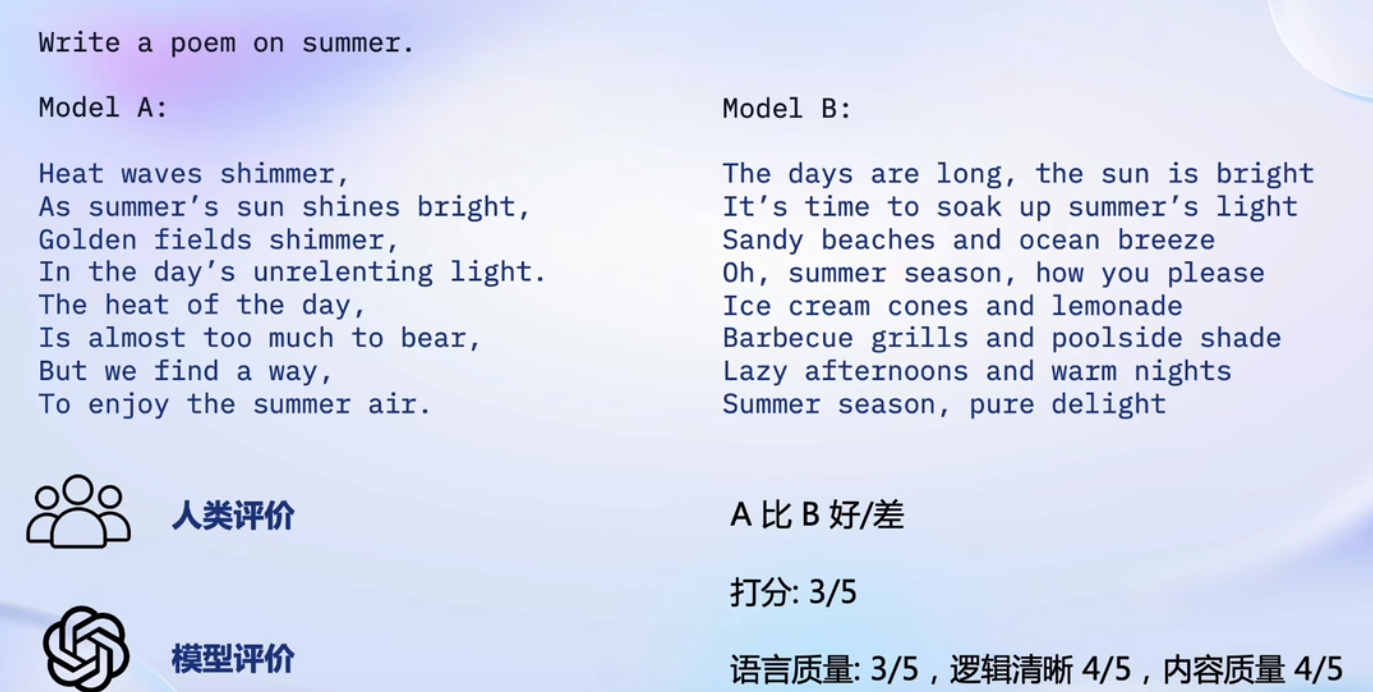 Write a poem on summer.
Model A:
Heat waves shimmer,
As summer’s sun shines bright,
Golden fields shimmer,
In the day’s unrelenting light.
The heat of the day,
Is almost too much to bear,
But we find a way,
To enjoy the summer air.
Model B:
The days are long, the sun is bright
It’s time to soak up summer’s light
Sandy beaches and ocean breeze
Oh, summer season, how you please
Ice cream cones and lemonade
Barbecue grills and poolside shade
Lazy afternoons and warm nights
Summer season, pure delight
人类评价
模型评价
A 比 B 好/差
打分: 3/5
语言质量: 3/5，逻辑清晰 4/5，内容质量 4/5